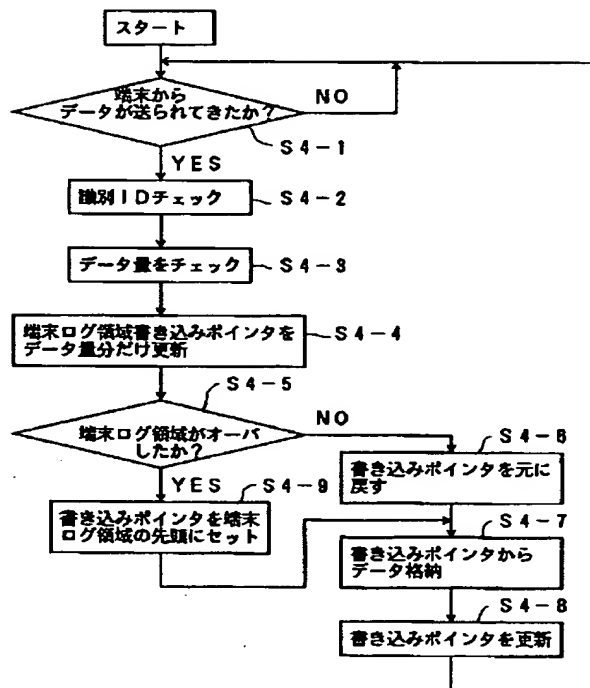 スタート
端末から
データが送られてきたか?
NO
S4-1
YES
識別IDチェック
S4-2
データ量をチェック
S4-3
端末ログ領域書き込みポインタを
データ量分だけ更新
S4-4
S4-5
端末ログ領域がオーバ
したか?
NO
YES
S4-6
書き込みポインタを元に
戻す
S4-9
書き込みポインタを端末
ログ領域の先頭にセット
S4-7
書き込みポインタから
データ格納
S4-8
書き込みポインタを更新